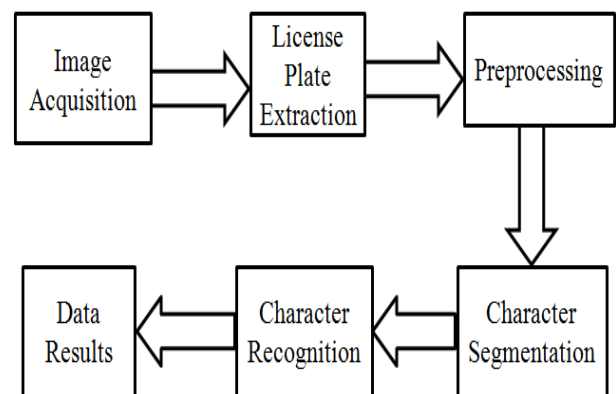 Image
Acquisition
License
Plate
Extraction
Preprocessing
Character
Segmentation
Character
Recognition
Data
Results